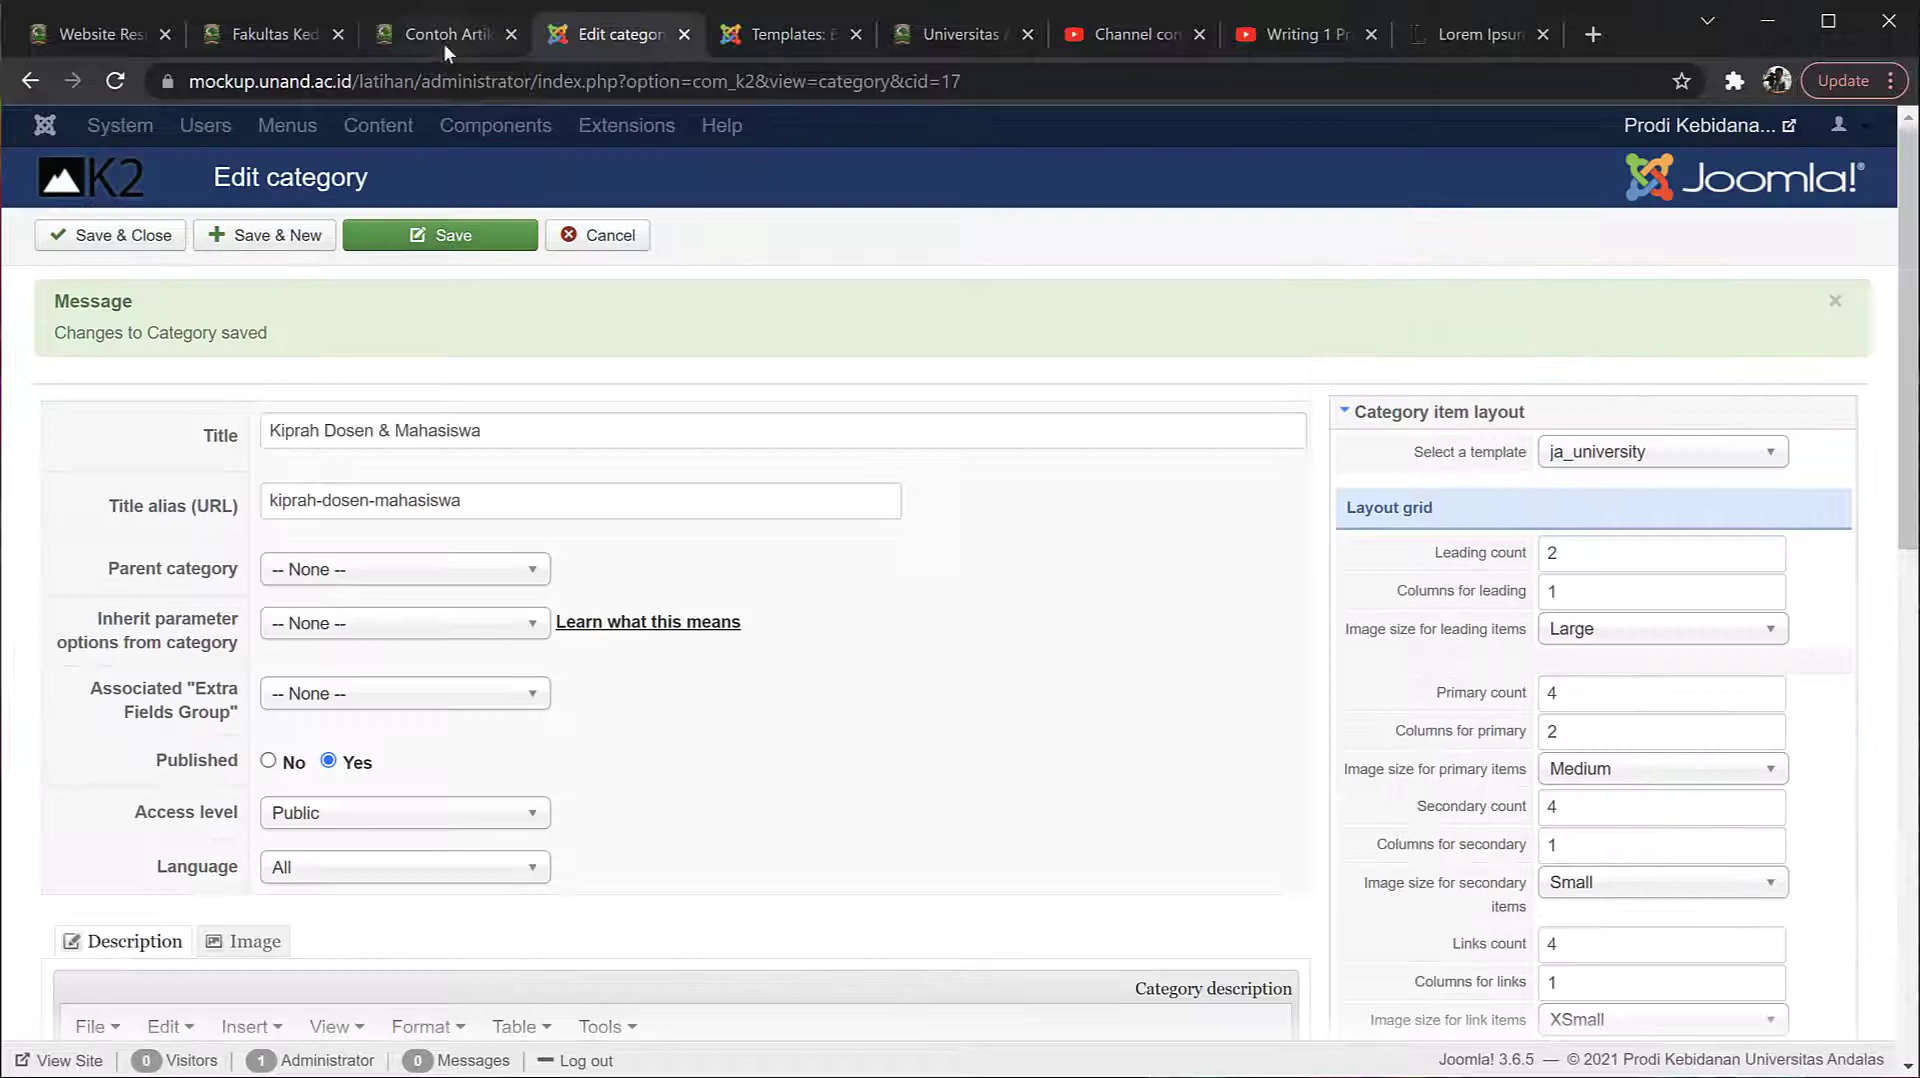 Website Res
Fakultas Ked
Contoh Artik
Edit categor
Templates: E
Universitas A
Channel con
Writing 1 Pr
Lorem Ipsun
mockup.unand.ac.id/latihan/administrator/index.php?option=com_k2&view=category&cid=17
Update
System Users Menus Content Components Extensions Help
Prodi Kebidana...
K2
Edit category
Joomla!®
Save & Close
Save & New
Save
Cancel
Message
Changes to Category saved
Title
Kiprah Dosen & Mahasiswa
Title alias (URL)
kiprah-dosen-mahasiswa
Parent category
-- None --
Inherit parameter
options from category
-- None --
Learn what this means
Associated "Extra
Fields Group"
-- None --
Published
No
Yes
Access level
Public
Language
All
Description
Image
Category description
File Edit Insert View Format Table Tools
Category item layout
Select a template
ja_university
Layout grid
Leading count
2
Columns for leading
1
Image size for leading items
Large
Primary count
4
Columns for primary
2
Image size for primary items
Medium
Secondary count
4
Columns for secondary
1
Image size for secondary
items
Small
Links count
4
Columns for links
1
Image size for link items
XSmall
View Site
0 Visitors
1 Administrator
0 Messages
Log out
Joomla! 3.6.5 — © 2021 Prodi Kebidanan Universitas Andalas